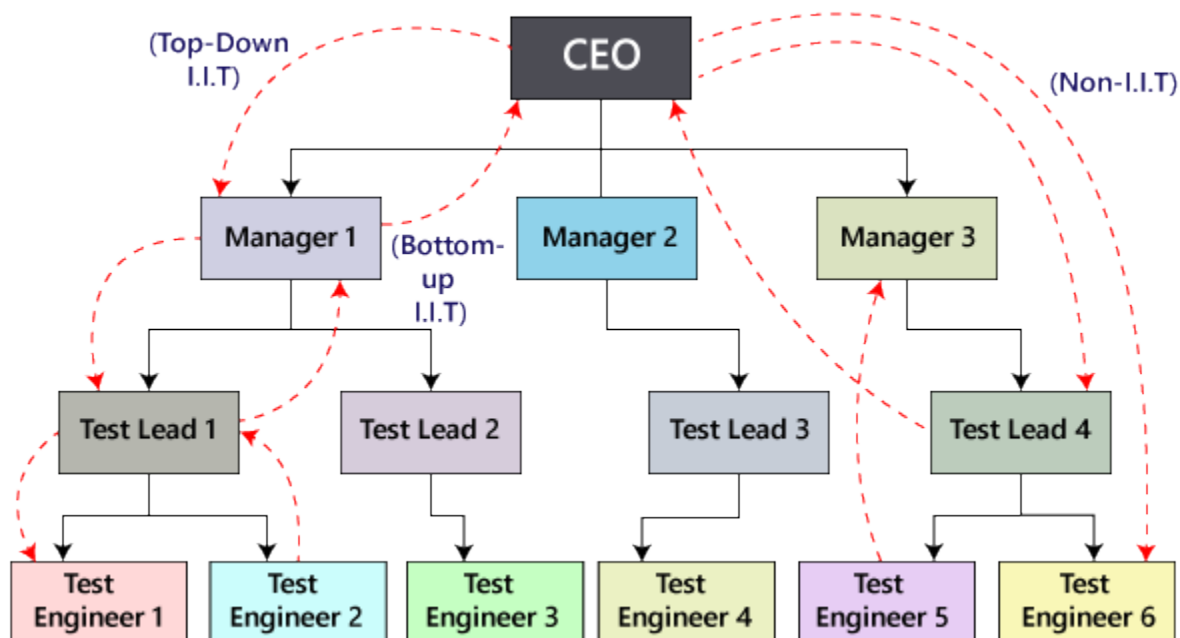 CEO
(Top-Down
I.I.T)
(Non-I.I.T)
Manager 1
Manager 2
Manager 3
(Bottom-
up
I.I.T)
Test Lead 1
Test Lead 2
Test Lead 3
Test Lead 4
Test
Engineer 1
Test
Engineer 2
Test
Engineer 3
Test
Engineer 4
Test
Engineer 5
Test
Engineer 6